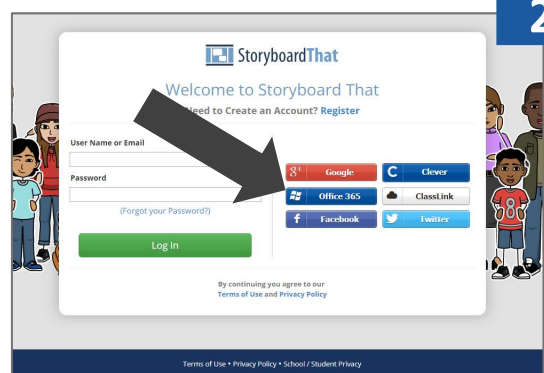 2
StoryboardThat
Welcome to Storyboard That
Need to Create an Account? Register
User Name or Email
Password
(Forgot your Password?)
Log In
8+ Google
C Clever
Office 365
ClassLink
f Facebook
Twitter
By continuing you agree to our
Terms of Use and Privacy Policy
Terms of Use • Privacy Policy • School / Student Privacy
8